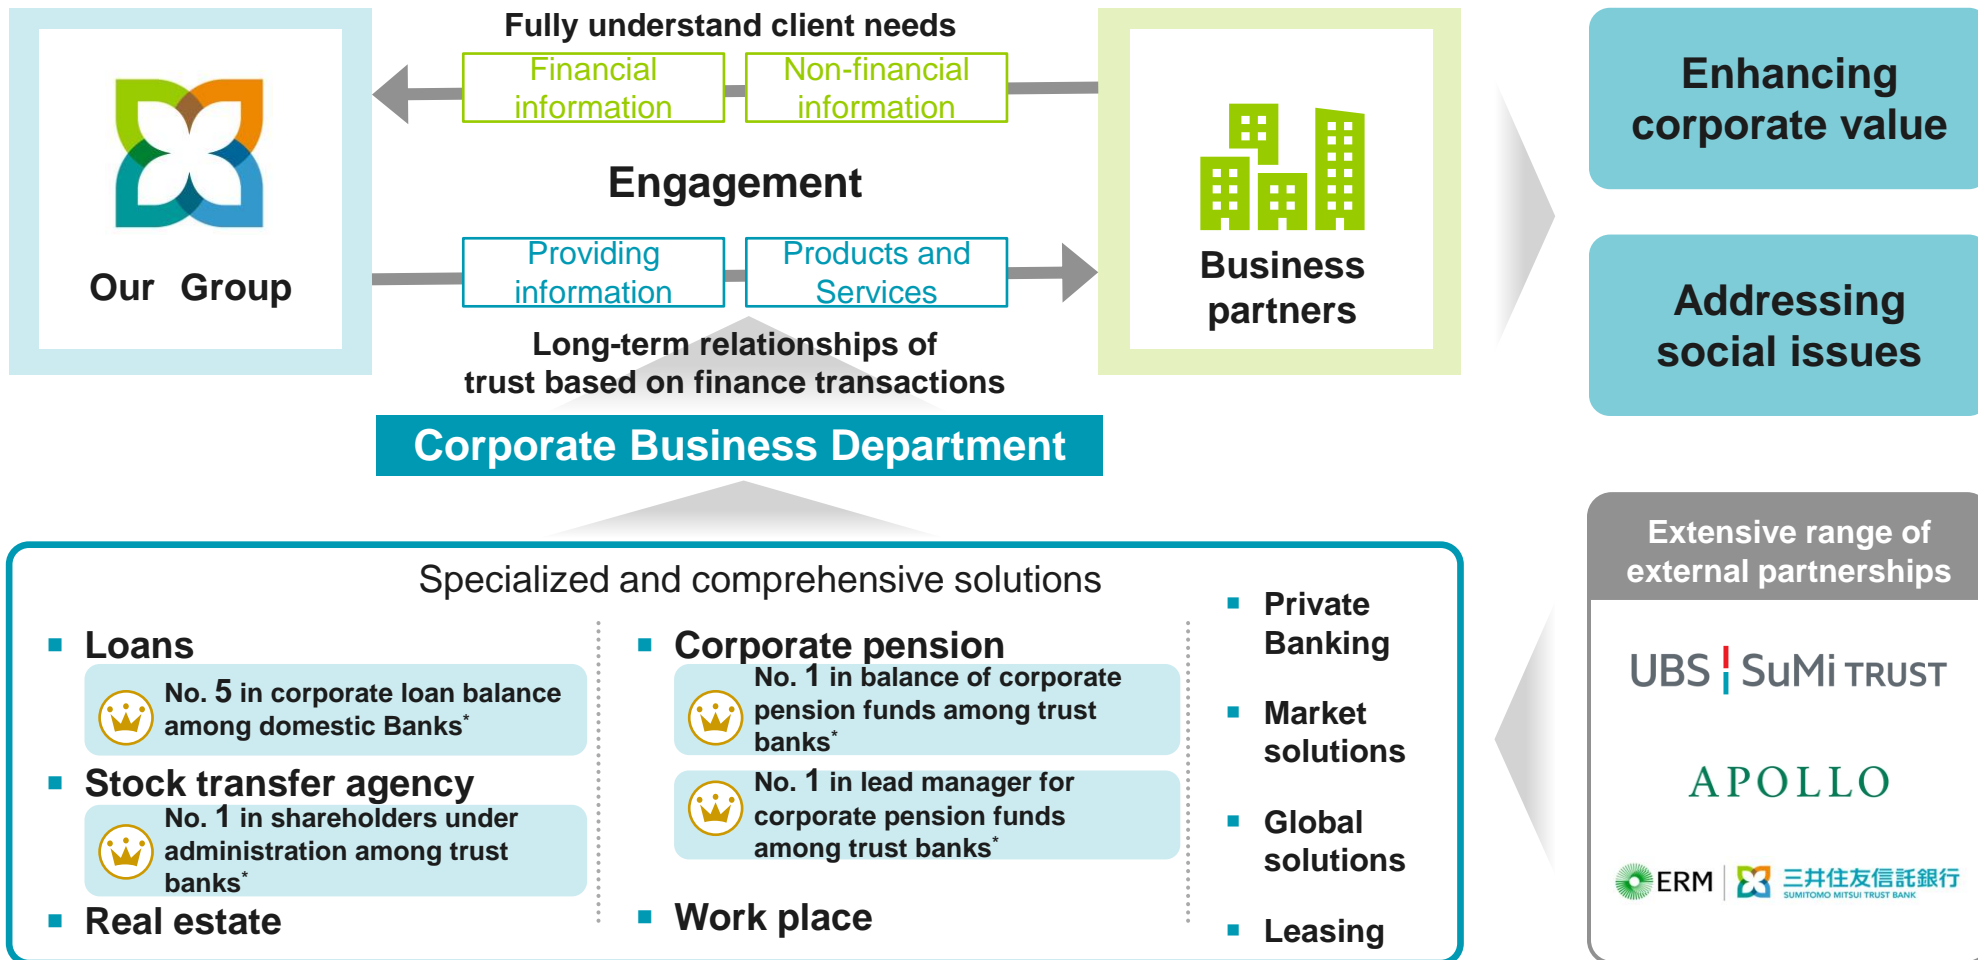 Fully understand client needs
Financial
information
Non-financial
information
Engagement
Providing
information
Products and
Services
Our Group
Business
partners
Long-term relationships of
trust based on finance transactions
Corporate Business Department
Enhancing
corporate value
Addressing
social issues
Specialized and comprehensive solutions
▪ Loans
No. 5 in corporate loan balance
among domestic Banks*
▪ Stock transfer agency
No. 1 in shareholders under
administration among trust
banks*
▪ Real estate
▪ Corporate pension
No. 1 in balance of corporate
pension funds among trust
banks*
No. 1 in lead manager for
corporate pension funds
among trust banks*
▪ Work place
▪ Private
Banking
▪ Market
solutions
▪ Global
solutions
▪ Leasing
Extensive range of
external partnerships
UBS SuMi TRUST
APOLLO
ERM
三井住友信託銀行
SUMITOMO MITSUI TRUST BANK